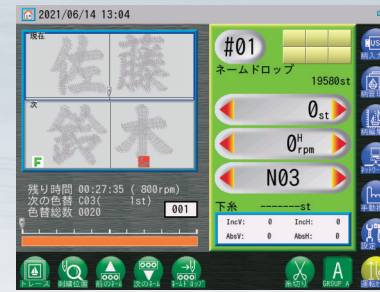 2021/06/14 13:04
現在
佐藤
次
鈴木
F
残り時間 00:27:35 ( 800rpm)
次の色替 C03( 1st)
色替総数 0020
001
#01
ネームドロップ
19580st
0st
0H rpm
N03
下糸 ------st
IncV: 0 IncH: 0
AbsV: 0 AbsH: 0
トレース
刺繍位置
前のネーム
次のネーム
ネームドロップ
糸切り
A
GROUP A
設定